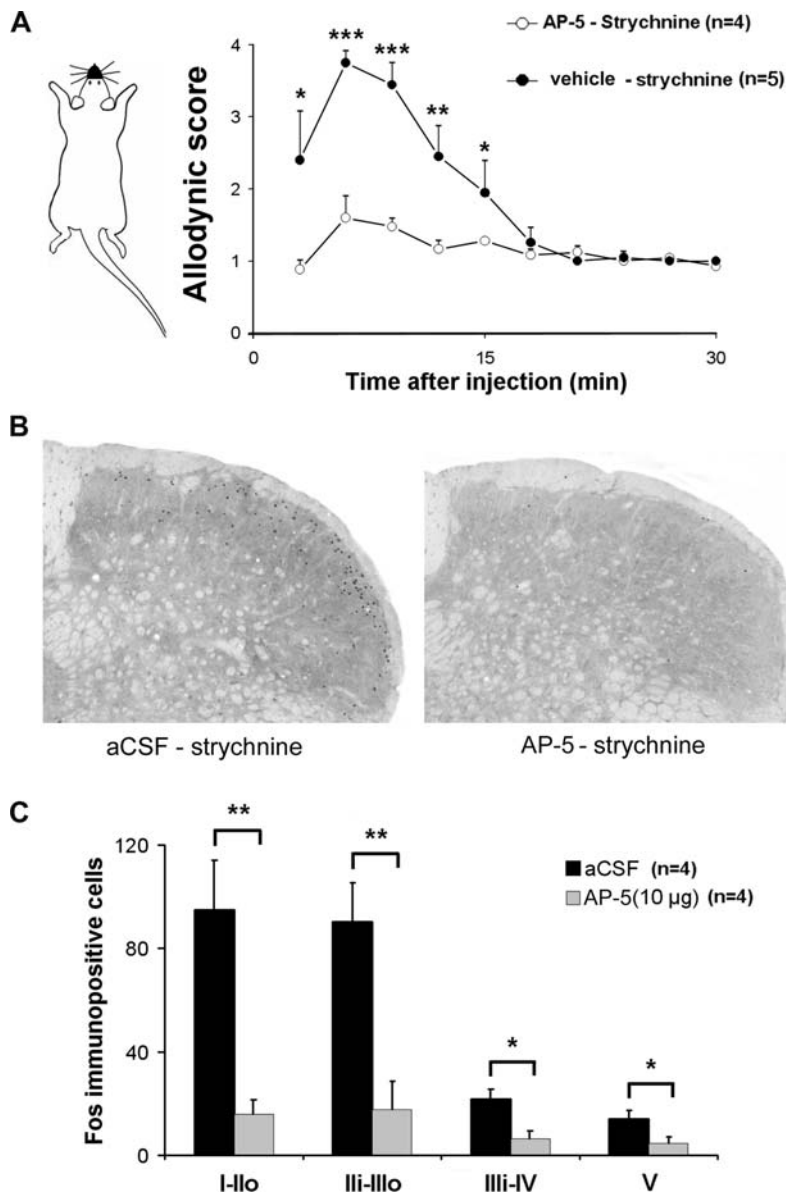 A
AP-5 - Strychnine (n=4)
vehicle - strychnine (n=5)
Allodynic score
4
3
2
1
0
*
***
***
**
*
0
15
30
Time after injection (min)
B
aCSF - strychnine
AP-5 - strychnine
C
Fos immunopositive cells
120
80
40
0
**
**
*
*
aCSF (n=4)
AP-5(10 µg) (n=4)
I-IIo
IIi-IIIo
IIIi-IV
V